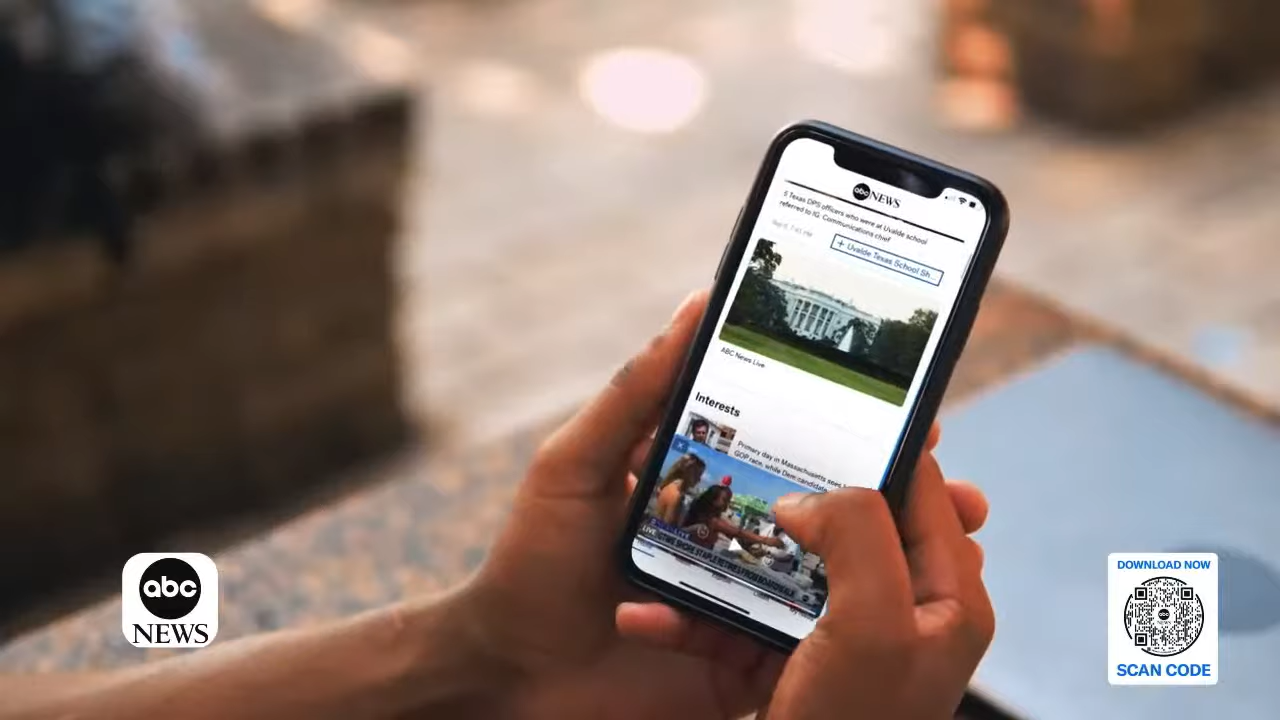 abc NEWS
5 Texas DPS officers who were at Uvalde school
referred to IG: Communications chief
+ Uvalde Texas School Sh...
ABC News Live
Interests
Primary day in Massachusetts sees
GOP race, while Dem candidate
LIVE
abc
NEWS
DOWNLOAD NOW
abc
SCAN CODE